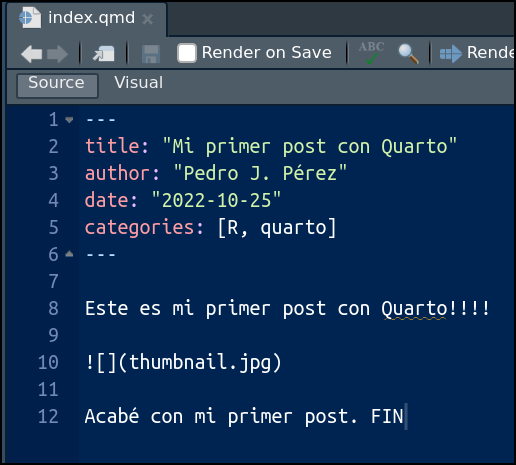 index.qmd
Render on Save ABC Rende
Source Visual
1 ---
2 title: "Mi primer post con Quarto"
3 author: "Pedro J. Pérez"
4 date: "2022-10-25"
5 categories: [R, quarto]
6 ---
7
8 Este es mi primer post con Quarto!!!!
9
10 ![](thumbnail.jpg)
11
12 Acabé con mi primer post. FIN